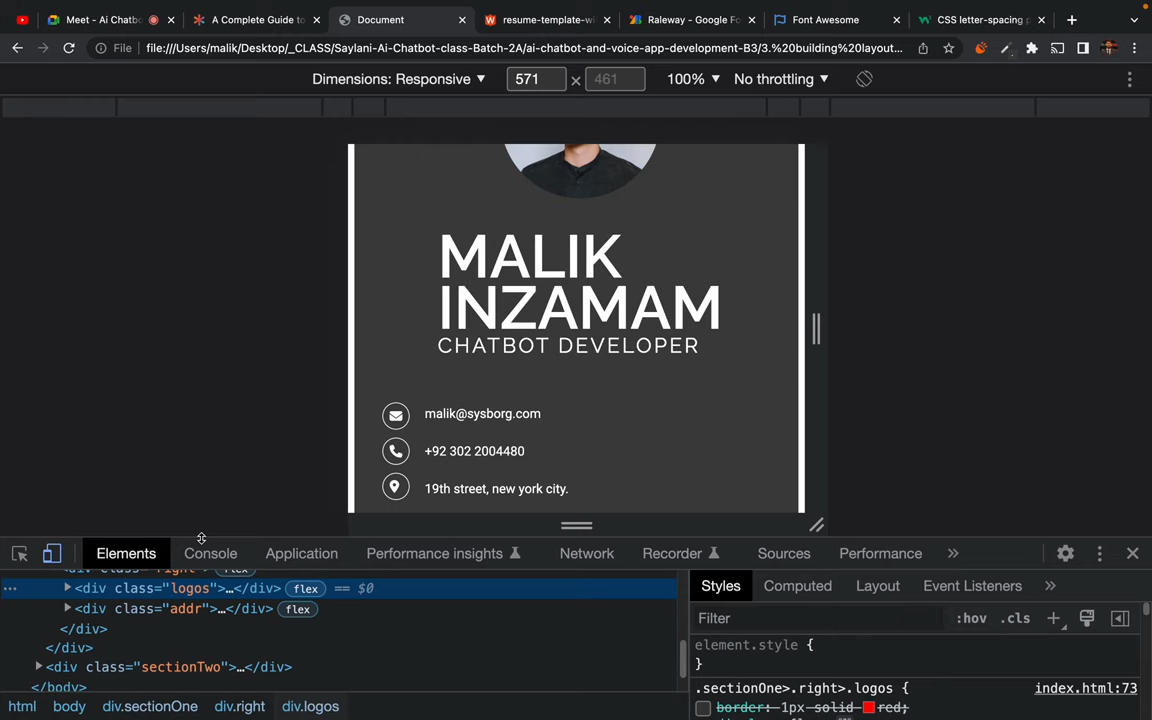 Meet - Ai Chatbo
A Complete Guide to
Document
resume-template-wi
Raleway - Google Fo
Font Awesome
CSS letter-spacing p
File
file:///Users/malik/Desktop/_CLASS/Saylani-Ai-Chatbot-class-Batch-2A/ai-chatbot-and-voice-app-development-B3/3.%20building%20layout...
Dimensions: Responsive
571
461
100%
No throttling
MALIK
INZAMAM
CHATBOT DEVELOPER
malik@sysborg.com
+92 302 2004480
19th street, new york city.
Elements
Console
Application
Performance insights
Network
Recorder
Sources
Performance
<div class="right"> flex
<div class="logos">…</div> flex == $0
<div class="addr">…</div> flex
</div>
</div>
<div class="sectionTwo">…</div>
</body>
html body div.sectionOne div.right div.logos
Styles
Computed
Layout
Event Listeners
Filter
:hov .cls
element.style {
}
.sectionOne>.right>.logos { index.html:73
border: 1px solid red;